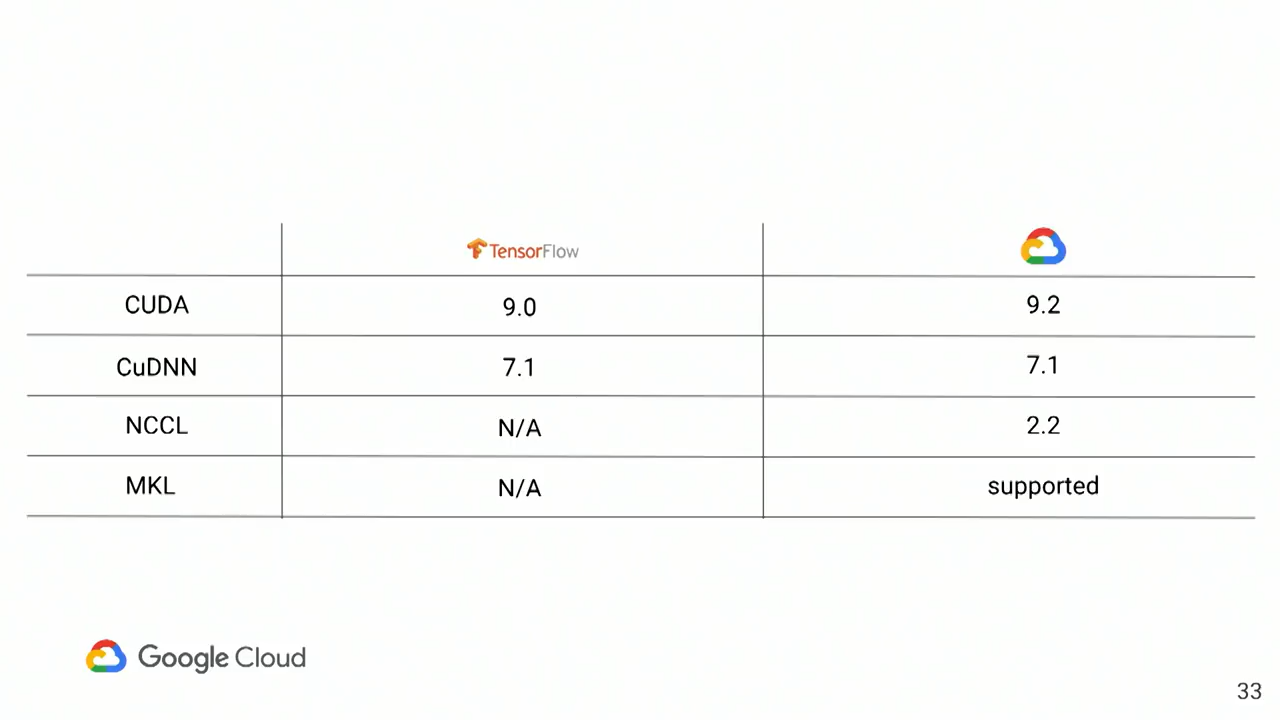 TensorFlow
CUDA 9.0 9.2
CuDNN 7.1 7.1
NCCL N/A 2.2
MKL N/A supported
Google Cloud
33